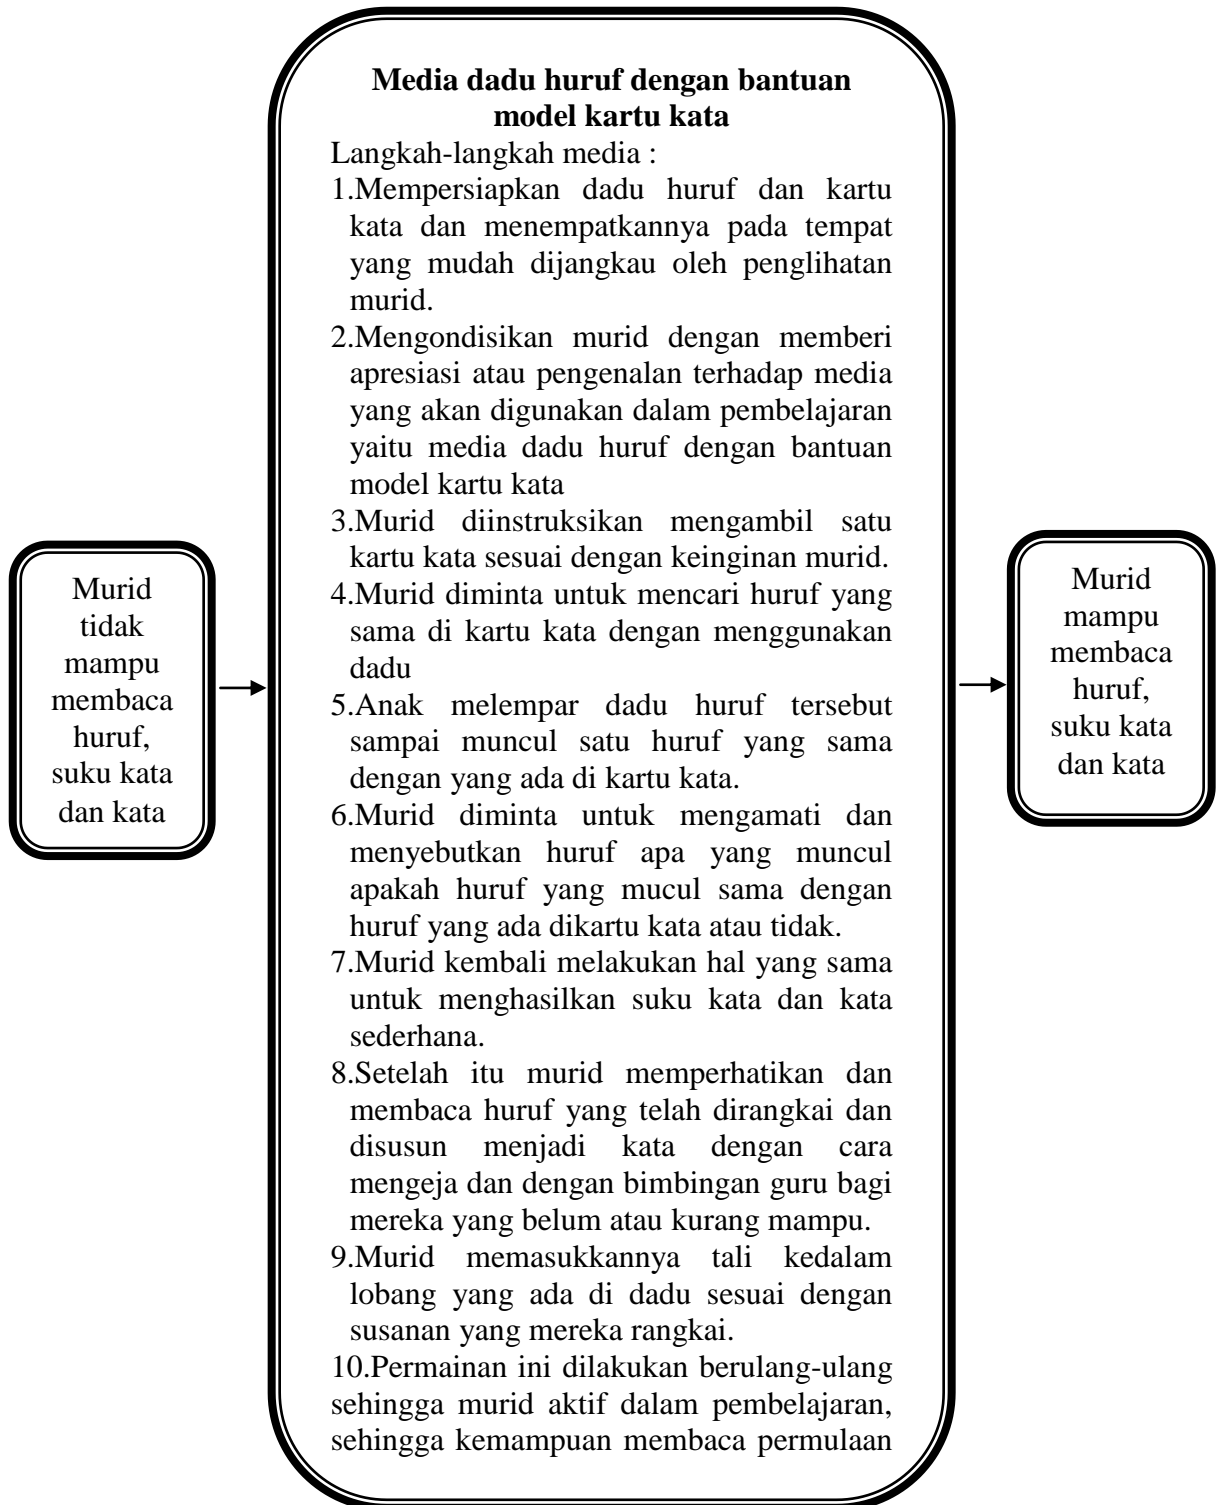 Murid
tidak
mampu
membaca
huruf,
suku kata
dan kata
Media dadu huruf dengan bantuan
model kartu kata
Langkah-langkah media :
1.Mempersiapkan dadu huruf dan kartu
kata dan menempatkannya pada tempat
yang mudah dijangkau oleh penglihatan
murid.
2.Mengondisikan murid dengan memberi
apresiasi atau pengenalan terhadap media
yang akan digunakan dalam pembelajaran
yaitu media dadu huruf dengan bantuan
model kartu kata
3.Murid diinstruksikan mengambil satu
kartu kata sesuai dengan keinginan murid.
4.Murid diminta untuk mencari huruf yang
sama di kartu kata dengan menggunakan
dadu
5.Anak melempar dadu huruf tersebut
sampai muncul satu huruf yang sama
dengan yang ada di kartu kata.
6.Murid diminta untuk mengamati dan
menyebutkan huruf apa yang muncul
apakah huruf yang mucul sama dengan
huruf yang ada dikartu kata atau tidak.
7.Murid kembali melakukan hal yang sama
untuk menghasilkan suku kata dan kata
sederhana.
8.Setelah itu murid memperhatikan dan
membaca huruf yang telah dirangkai dan
disusun menjadi kata dengan cara
mengeja dan dengan bimbingan guru bagi
mereka yang belum atau kurang mampu.
9.Murid memasukkannya tali kedalam
lobang yang ada di dadu sesuai dengan
susanan yang mereka rangkai.
10.Permainan ini dilakukan berulang-ulang
sehingga murid aktif dalam pembelajaran,
sehingga kemampuan membaca permulaan
Murid
mampu
membaca
huruf,
suku kata
dan kata